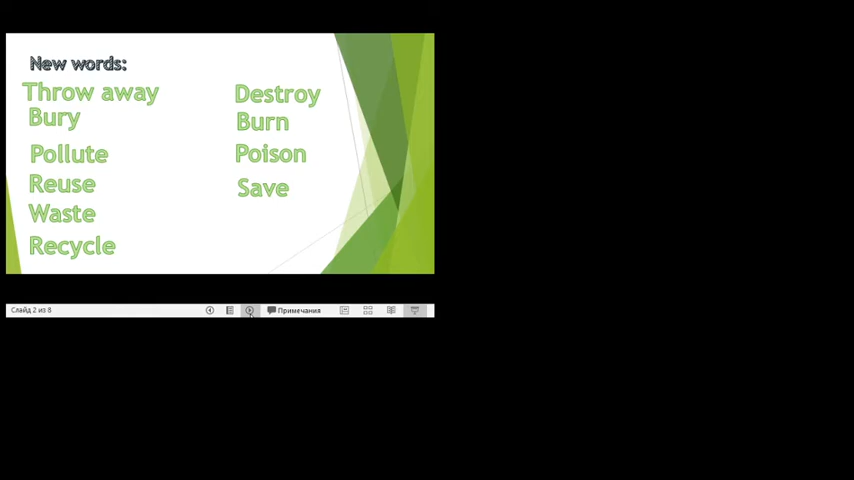 New words:
Throw away
Bury
Pollute
Reuse
Waste
Recycle
Destroy
Burn
Poison
Save
Слайд 2 из 8
Примечания